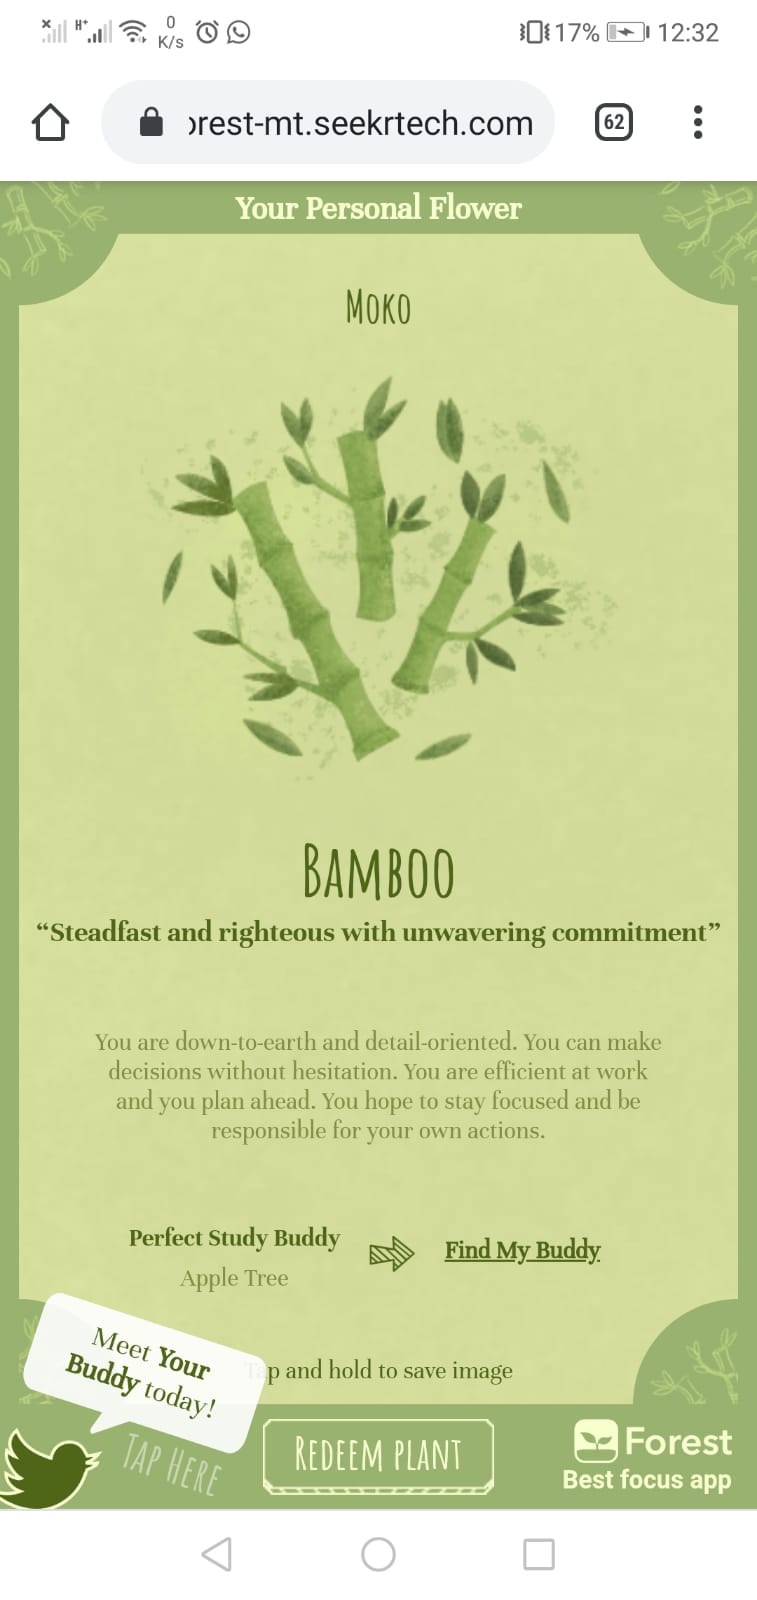 0
K/s
H+
17%
12:32
rest-mt.seekrtech.com
62
Your Personal Flower
Moko
Bamboo
“Steadfast and righteous with unwavering commitment”
You are down-to-earth and detail-oriented. You can make
decisions without hesitation. You are efficient at work
and you plan ahead. You hope to stay focused and be
responsible for your own actions.
Perfect Study Buddy
Find My Buddy
Apple Tree
Meet Your
Buddy today!
Tap and hold to save image
Tap Here
Redeem plant
Forest
Best focus app